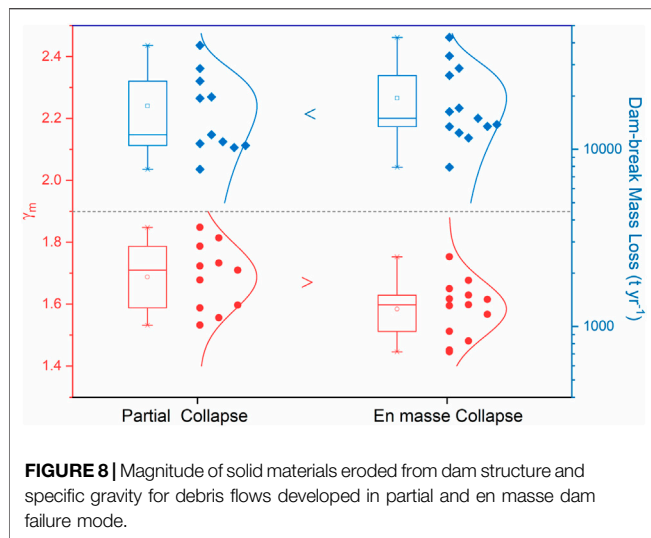 2.4
2.2
2.0
1.8
1.6
1.4
γm
<
>
10000
1000
Dam-break Mass Loss (t yr⁻¹)
Partial Collapse
En masse Collapse
FIGURE 8 | Magnitude of solid materials eroded from dam structure and
specific gravity for debris flows developed in partial and en masse dam
failure mode.